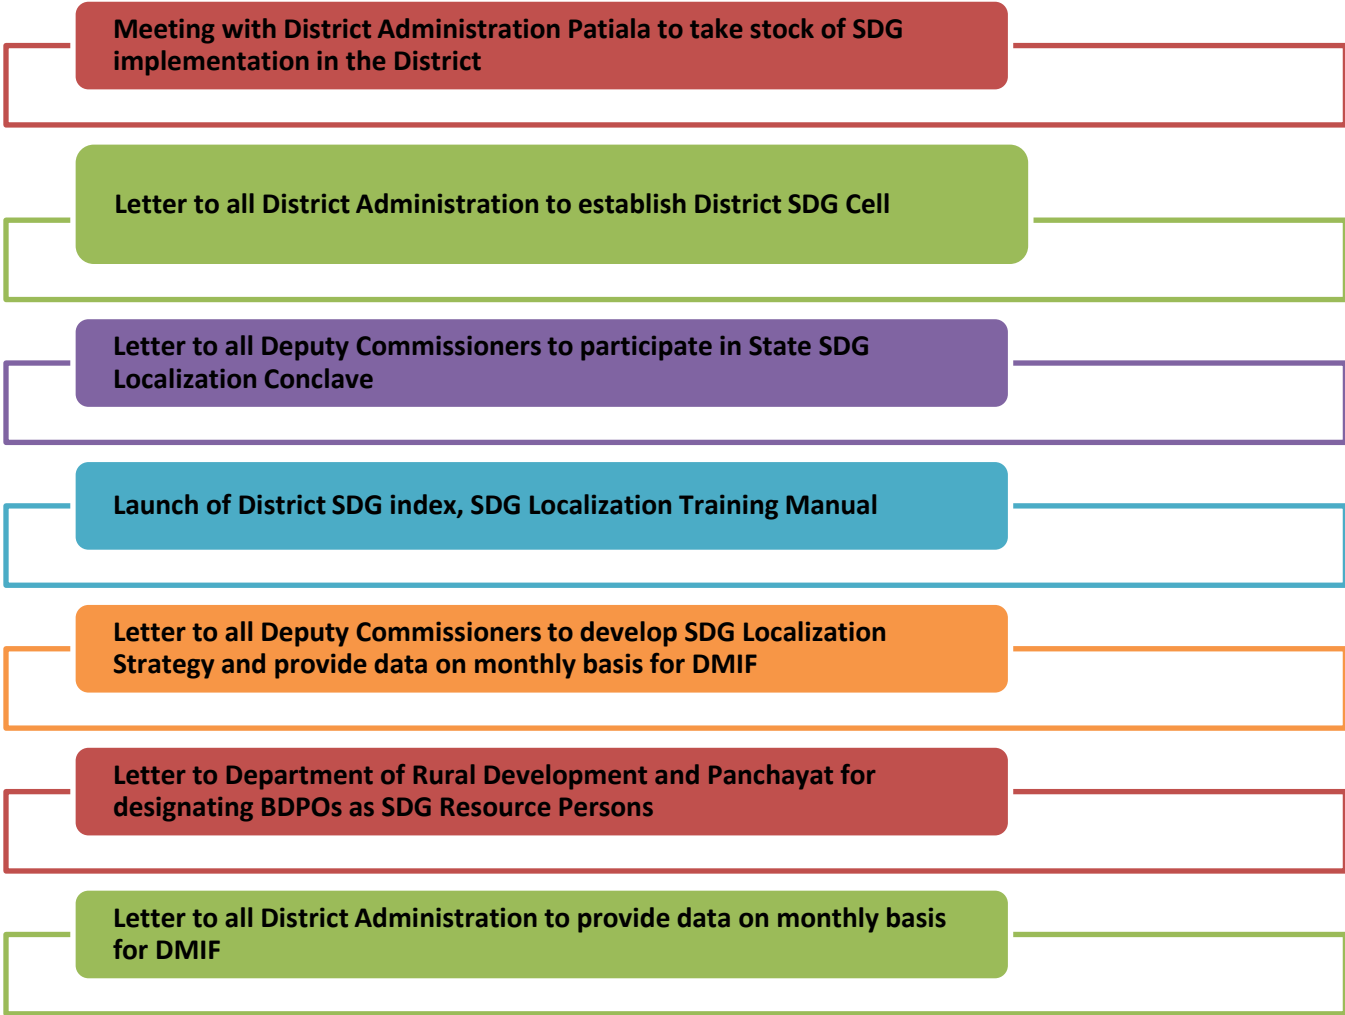 Meeting with District Administration Patiala to take stock of SDG
implementation in the District
Letter to all District Administration to establish District SDG Cell
Letter to all Deputy Commissioners to participate in State SDG
Localization Conclave
Launch of District SDG index, SDG Localization Training Manual
Letter to all Deputy Commissioners to develop SDG Localization
Strategy and provide data on monthly basis for DMIF
Letter to Department of Rural Development and Panchayat for
designating BDPOs as SDG Resource Persons
Letter to all District Administration to provide data on monthly basis
for DMIF